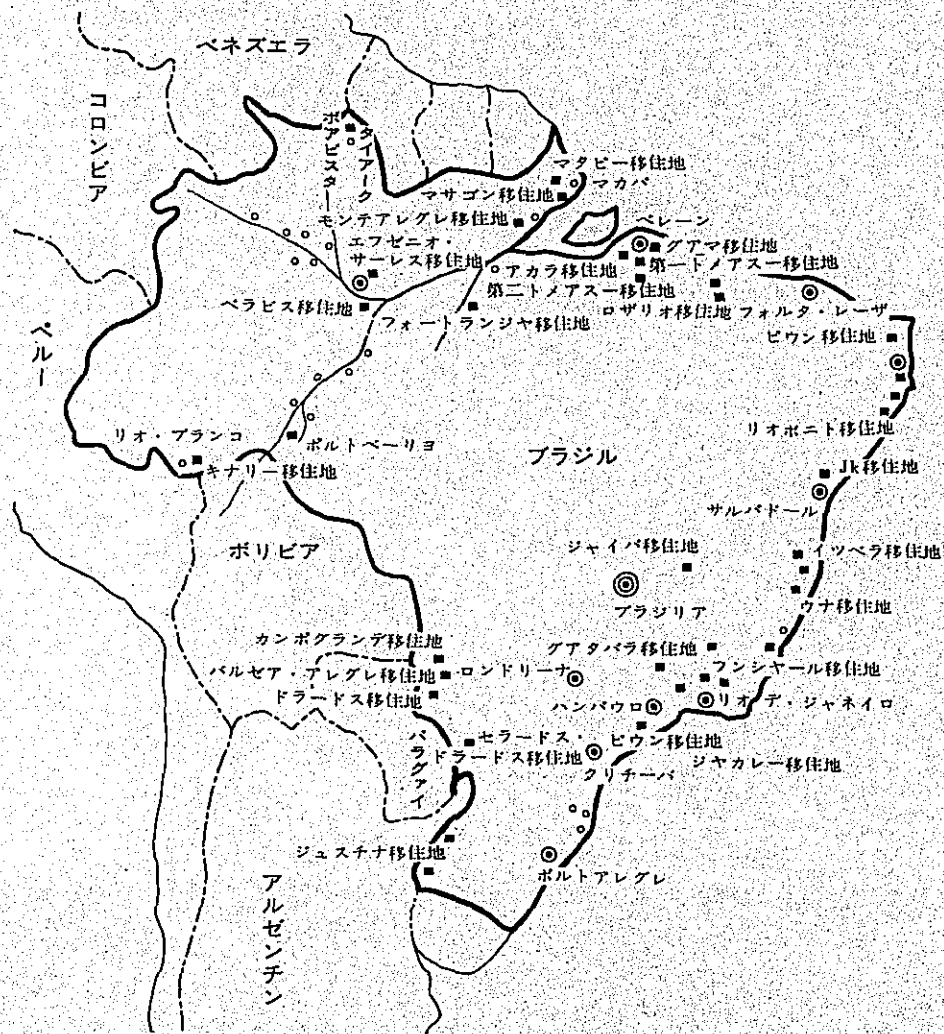 ベネズエラ
コロンビア
ボアビスタ
タイアーク
マタピー移住地
マカパ
マサゴン移住地
モンテアレグレ移住地
ベレーン
グアマ移住地
エフゼニオ・
サーレス移住地
アカラ移住地
第一トメアスー移住地
第二トメアスー移住地
ベラビス移住地
フォートランジヤ移住地
ロザリオ移住地
フォルタ・レーザ
ペルー
ピウン移住地
リオボニト移住地
リオ・ブランコ
ポルトベーリョ
ブラジル
キナリー移住地
Jk移住地
サルバドール
ボリビア
ジャイバ移住地
イツベラ移住地
ブラジリア
ウナ移住地
カンポグランデ移住地
グアタパラ移住地
バルゼア・アレグレ移住地
ロンドリーナ
フンシャール移住地
ドラードス移住地
ハンパウロ
リオデ・ジャネイロ
パラグァイ
セラードス・
ドラードス移住地
ピウン移住地
ジャカレー移住地
クリチーバ
ジュスチナ移住地
ポルトアレグレ
アルゼンチン